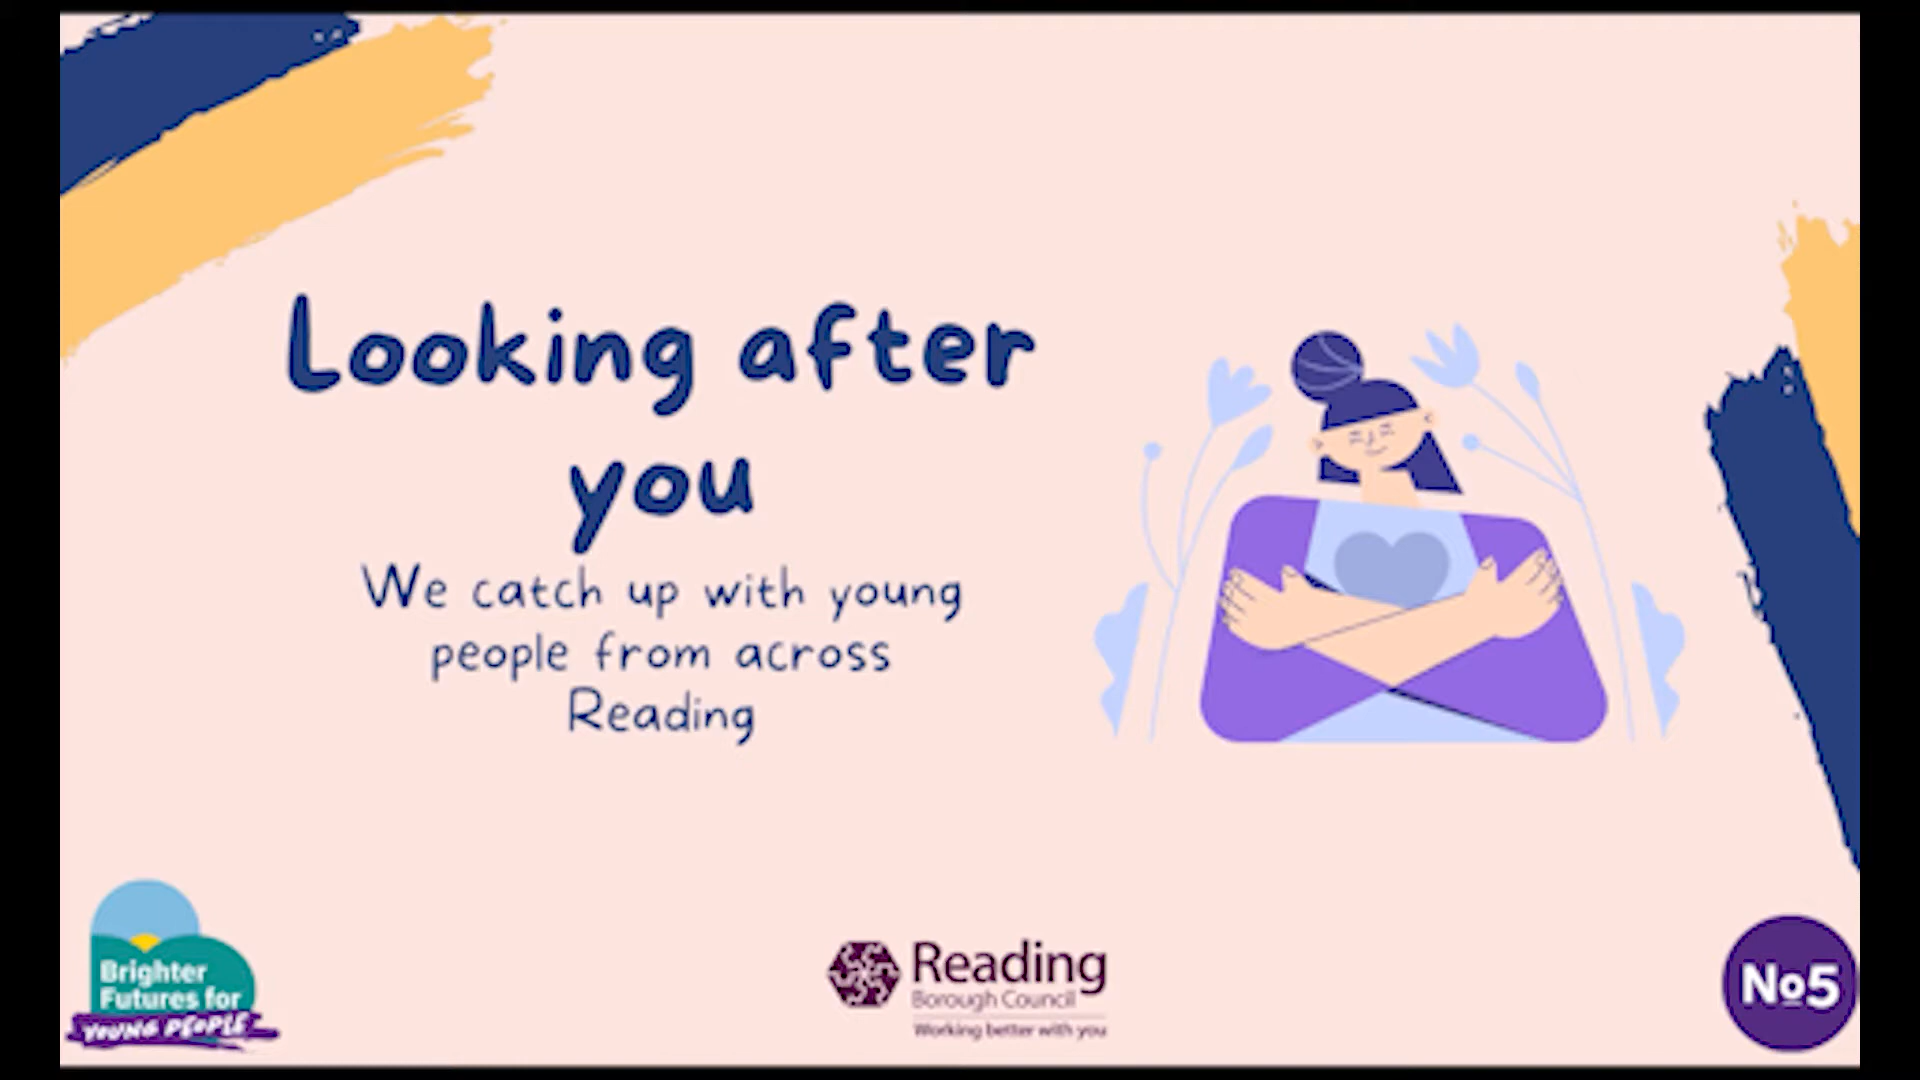 Looking after
you
We catch up with young
people from across
Reading
Brighter
Futures for
YOUNG PEOPLE
Reading
Borough Council
Working better with you
No5